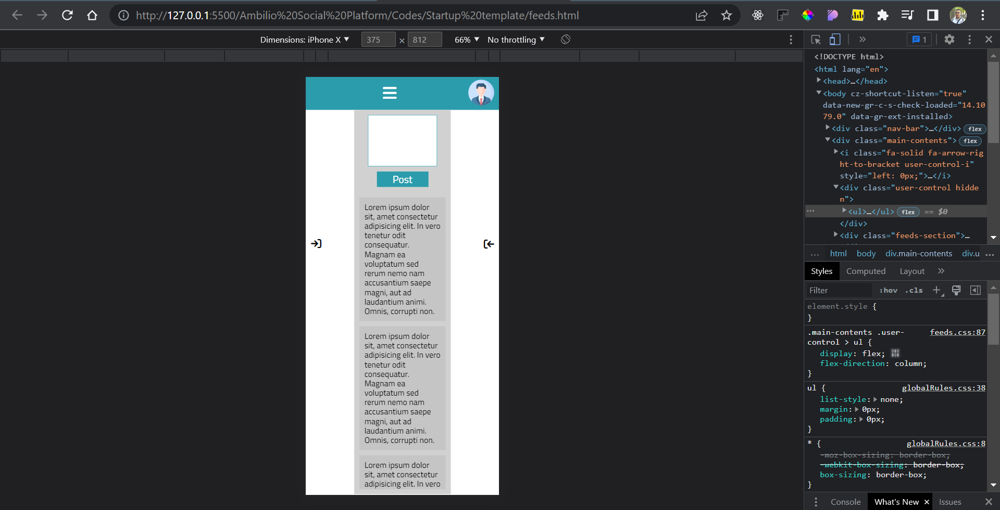 http://127.0.0.1:5500/Ambilio%20Social%20Platform/Codes/Startup%20template/feeds.html
Dimensions: iPhone X ▼ 375 × 812 66% ▼ No throttling ▼
Post
Lorem ipsum dolor
sit, amet consectetur
adipisicing elit. In vero
tenetur odit
consequatur.
Magnam ea
voluptatum sed
rerum nemo nam
accusantium saepe
magni, aut ad
laudantium animi.
Omnis, corrupti non.
Lorem ipsum dolor
sit, amet consectetur
adipisicing elit. In vero
tenetur odit
consequatur.
Magnam ea
voluptatum sed
rerum nemo nam
accusantium saepe
magni, aut ad
laudantium animi.
Omnis, corrupti non.
Lorem ipsum dolor
sit, amet consectetur
adipisicing elit. In vero
1
<!DOCTYPE html>
<html lang="en">
<head>…</head>
<body cz-shortcut-listen="true"
data-new-gr-c-s-check-loaded="14.10
79.0" data-gr-ext-installed>
<div class="nav-bar">…</div> flex
<div class="main-contents"> flex
<i class="fa-solid fa-arrow-rig
ht-to-bracket user-control-i"
style="left: 0px;">…</i>
<div class="user-control hidde
n">
… <ul>…</ul> flex == $0
</div>
<div class="feeds-section">…
… html body div.main-contents div.u …
Styles Computed Layout
Filter :hov .cls
element.style {
}
.main-contents .user- feeds.css:87
control > ul {
display: flex;
flex-direction: column;
}
ul { globalRules.css:38
list-style: none;
margin: 0px;
padding: 0px;
}
* { globalRules.css:8
-moz-box-sizing: border-box;
-webkit-box-sizing: border-box;
box-sizing: border-box;
}
Console What's New × Issues